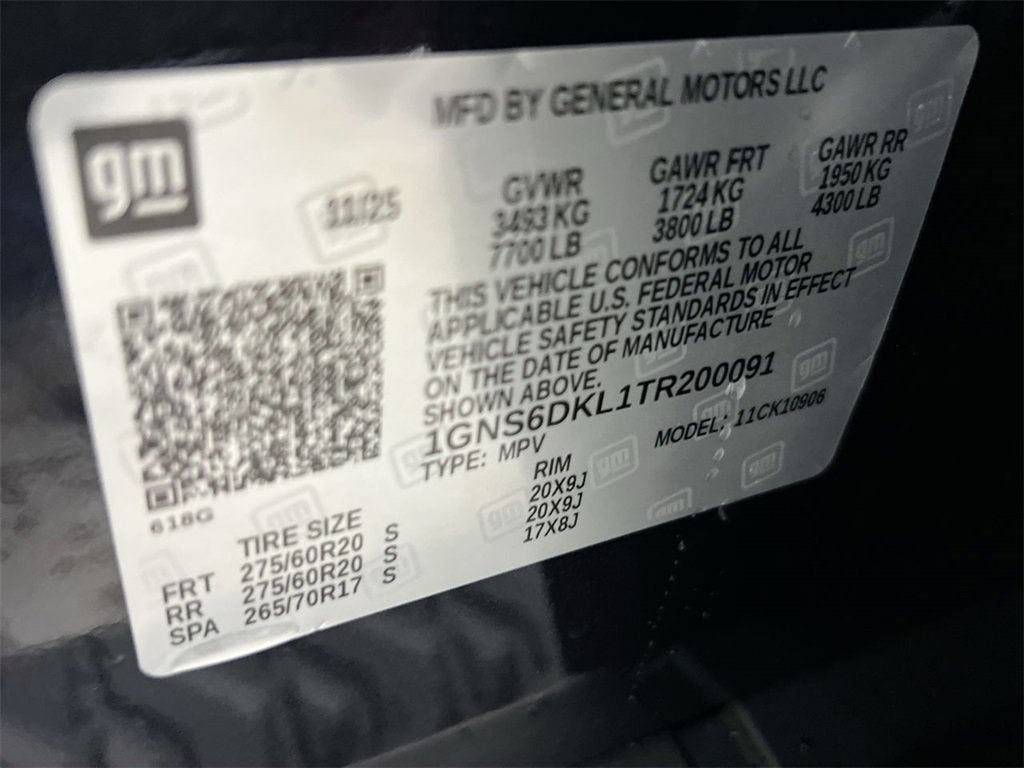 MFD BY GENERAL MOTORS LLC
gm
11/25
GVWR GAWR FRT GAWR RR
3493 KG 1724 KG 1950 KG
7700 LB 3800 LB 4300 LB
THIS VEHICLE CONFORMS TO ALL
APPLICABLE U.S. FEDERAL MOTOR
VEHICLE SAFETY STANDARDS IN EFFECT
ON THE DATE OF MANUFACTURE
SHOWN ABOVE.
1GNS6DKL1TR200091
TYPE: MPV MODEL: 11CK10906
618G
TIRE SIZE RIM
FRT 275/60R20 S 20X9J
RR 275/60R20 S 20X9J
SPA 265/70R17 S 17X8J